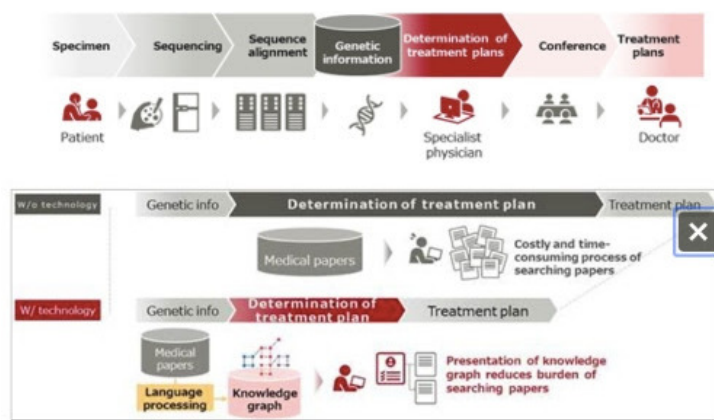 Specimen
Sequencing
Sequence
alignment
Genetic
information
Determination of
treatment plans
Conference
Treatment
plans
Patient
Specialist
physician
Doctor
W/o technology
Genetic info
Determination of treatment plan
Treatment plan
Medical papers
Costly and time-
consuming process of
searching papers
W/ technology
Genetic info
Determination of
treatment plan
Treatment plan
Medical
papers
Language
processing
Knowledge
graph
Presentation of knowledge
graph reduces burden of
searching papers